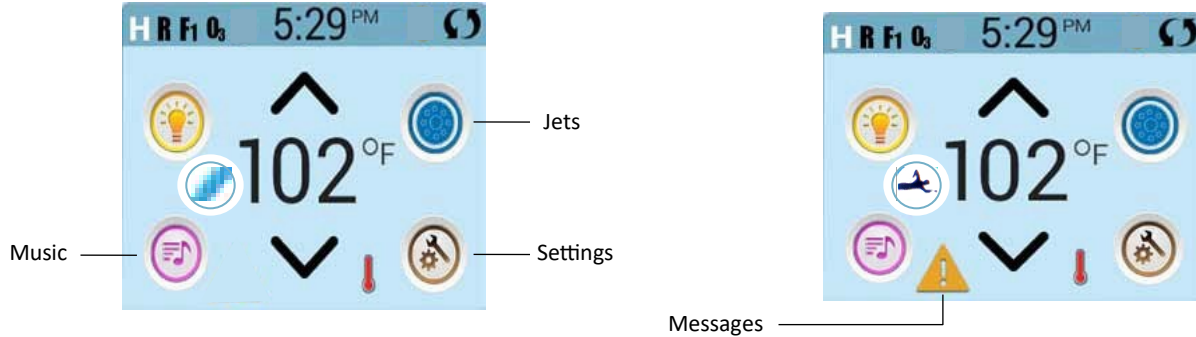 H R F1 O3 5:29 PM
102 °F
Jets
Music
Settings
H R F1 O3 5:29 PM
102 °F
Messages